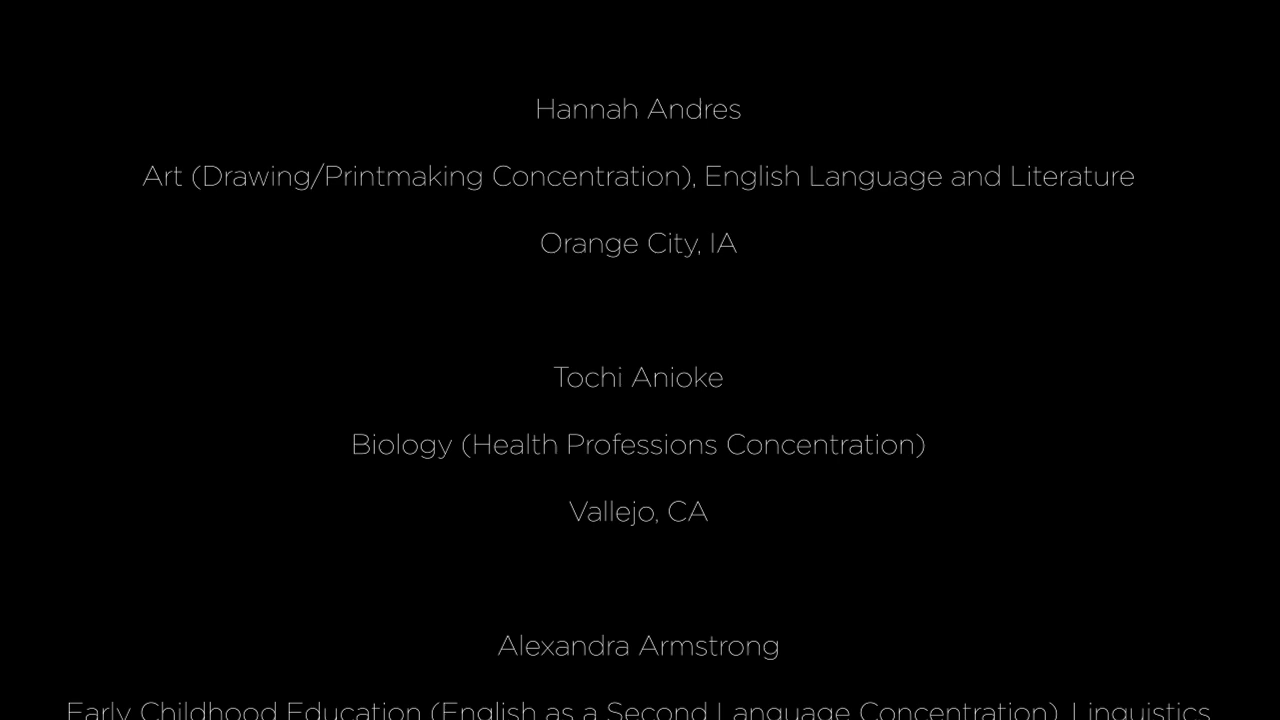 Hannah Andres
Art (Drawing/Printmaking Concentration), English Language and Literature
Orange City, IA
Tochi Anioke
Biology (Health Professions Concentration)
Vallejo, CA
Alexandra Armstrong
Early Childhood Education (English as a Second Language Concentration), Linguistics